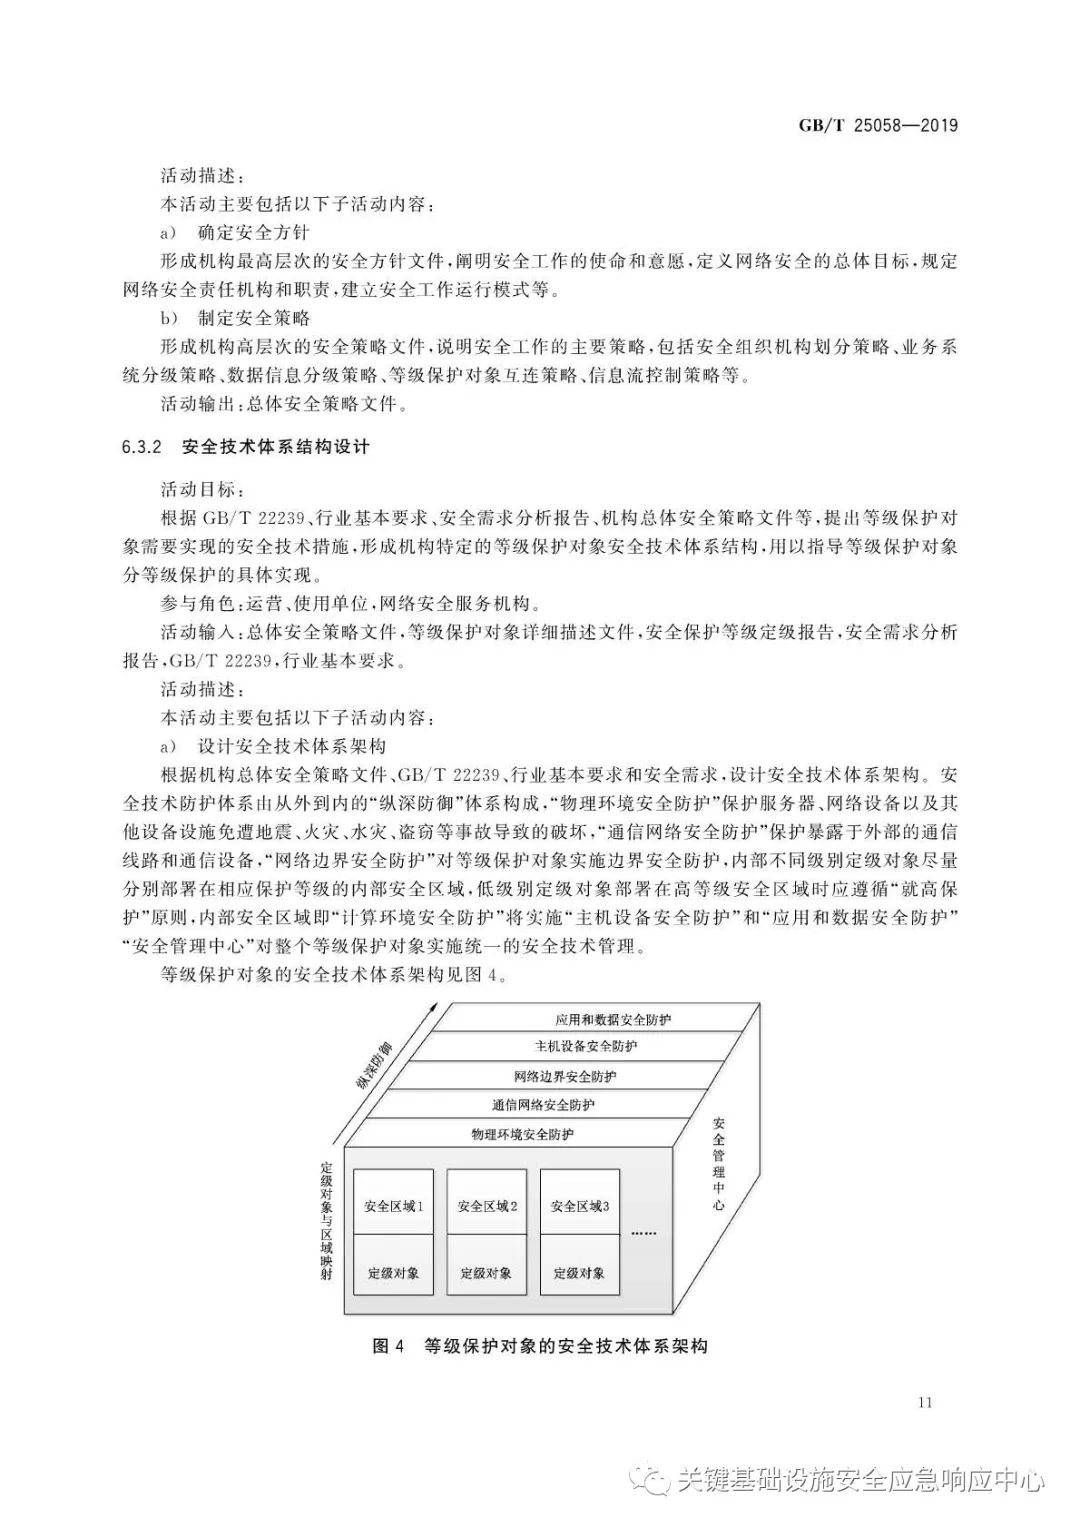 GB/T 25058—2019
活动描述:
本活动主要包括以下子活动内容:
a) 确定安全方针
形成机构最高层次的安全方针文件,阐明安全工作的使命和意愿,定义网络安全的总体目标,规定
网络安全责任机构和职责,建立安全工作运行模式等。
b) 制定安全策略
形成机构高层次的安全策略文件,说明安全工作的主要策略,包括安全组织机构划分策略、业务系
统分级策略、数据信息分级策略、等级保护对象互连策略、信息流控制策略等。
活动输出:总体安全策略文件。
6.3.2 安全技术体系结构设计
活动目标:
根据 GB/T 22239、行业基本要求、安全需求分析报告、机构总体安全策略文件等,提出等级保护对
象需要实现的安全技术措施,形成机构特定的等级保护对象安全技术体系结构,用以指导等级保护对象
分等级保护的具体实现。
参与角色:运营、使用单位,网络安全服务机构。
活动输入:总体安全策略文件,等级保护对象详细描述文件,安全保护等级定级报告,安全需求分析
报告,GB/T 22239,行业基本要求。
活动描述:
本活动主要包括以下子活动内容:
a) 设计安全技术体系架构
根据机构总体安全策略文件、GB/T 22239、行业基本要求和安全需求,设计安全技术体系架构。安
全技术防护体系由从外到内的“纵深防御”体系构成,“物理环境安全防护”保护服务器、网络设备以及其
他设备设施免遭地震、火灾、水灾、盗窃等事故导致的破坏,“通信网络安全防护”保护暴露于外部的通信
线路和通信设备,“网络边界安全防护”对等级保护对象实施边界安全防护,内部不同级别定级对象尽量
分别部署在相应保护等级的内部安全区域,低级别定级对象部署在高等级安全区域时应遵循“就高保
护”原则,内部安全区域即“计算环境安全防护”将实施“主机设备安全防护”和“应用和数据安全防护”
“安全管理中心”对整个等级保护对象实施统一的安全技术管理。
等级保护对象的安全技术体系架构见图 4。
纵深防御
应用和数据安全防护
主机设备安全防护
网络边界安全防护
通信网络安全防护
物理环境安全防护
安全管理中心
定级对象与区域映射
安全区域1 安全区域2 安全区域3
……
定级对象 定级对象 定级对象
图 4 等级保护对象的安全技术体系架构
11
关键基础设施安全应急响应中心